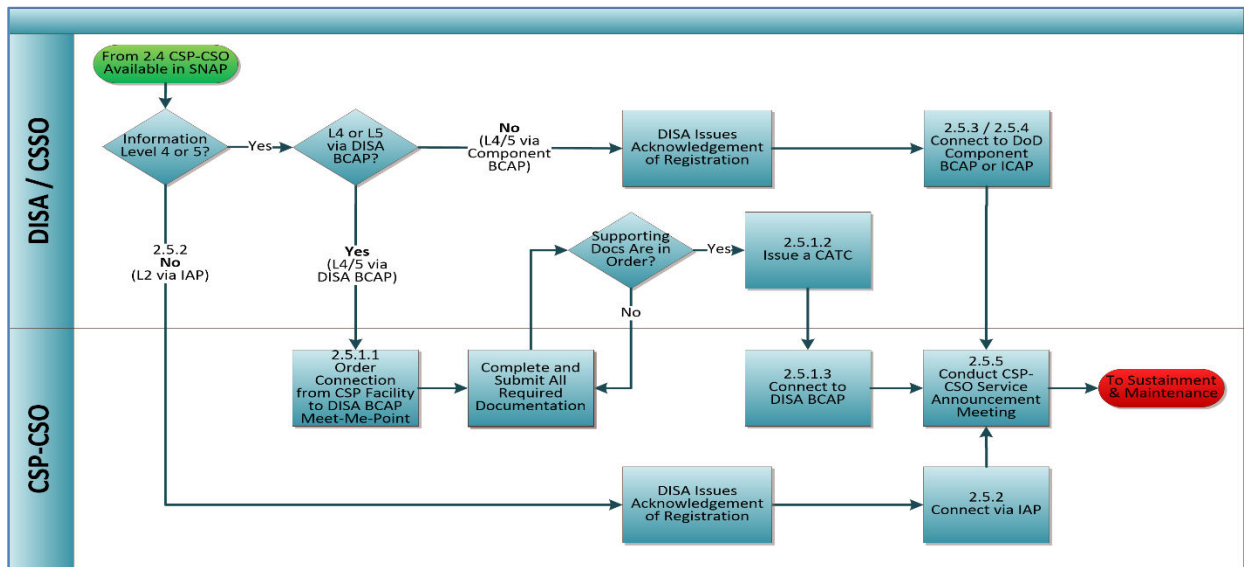 DISA / CSSO
From 2.4 CSP-CSO
Available in SNAP
Information
Level 4 or 5?
Yes
L4 or L5
via DISA
BCAP?
No
(L4/5 via
Component
BCAP)
DISA Issues
Acknowledgement
of Registration
2.5.3 / 2.5.4
Connect to DoD
Component
BCAP or ICAP
2.5.2
No
(L2 via IAP)
Yes
(L4/5 via
DISA BCAP)
Supporting
Docs Are in
Order?
Yes
2.5.1.2
Issue a CATC
No
CSP-CSO
2.5.1.1
Order
Connection
from CSP Facility
to DISA BCAP
Meet-Me-Point
Complete and
Submit All
Required
Documentation
2.5.1.3
Connect to
DISA BCAP
2.5.5
Conduct CSP-
CSO Service
Announcement
Meeting
To Sustainment
& Maintenance
DISA Issues
Acknowledgement
of Registration
2.5.2
Connect via IAP